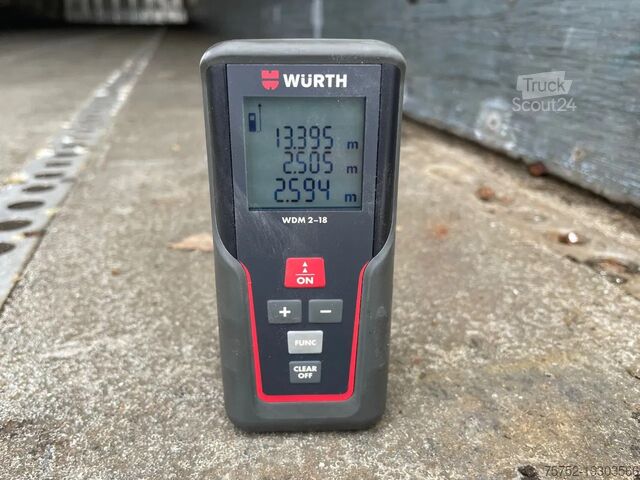 WÜRTH
Truck
Scout24
13.395 m
2.505 m
2.594 m
WDM 2-18
ON
+ −
FUNC
CLEAR
OFF